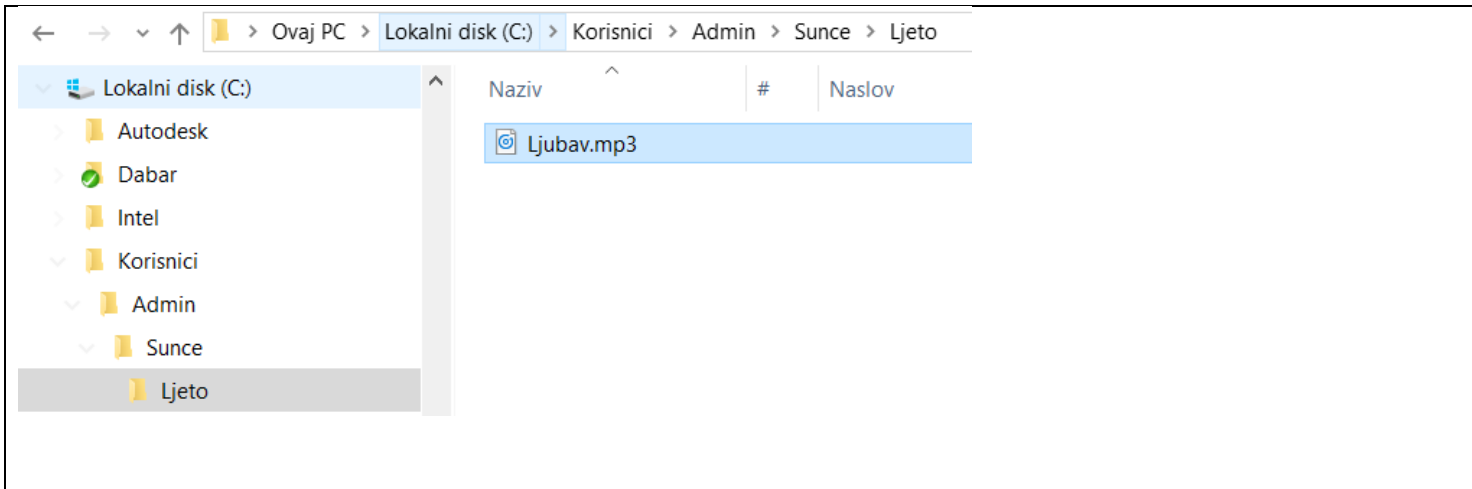 Ovaj PC > Lokalni disk (C:) > Korisnici > Admin > Sunce > Ljeto
Lokalni disk (C:)
Autodesk
Dabar
Intel
Korisnici
Admin
Sunce
Ljeto
Naziv # Naslov
Ljubav.mp3